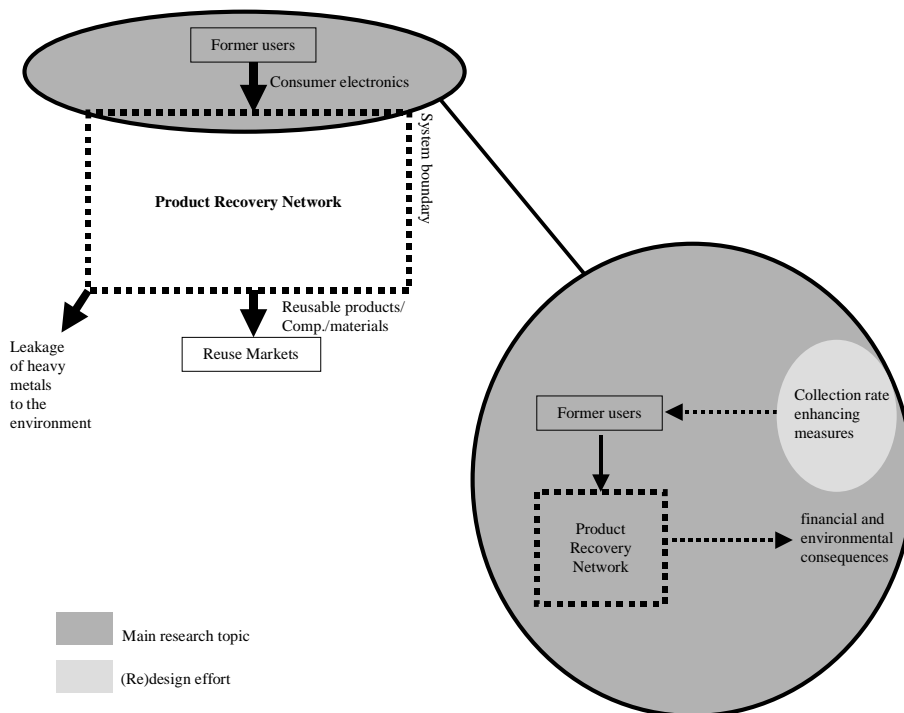 Former users
Consumer electronics
System boundary
Product Recovery Network
Reusable products/
Comp./materials
Leakage
of heavy
metals
to the
environment
Reuse Markets
Collection rate
enhancing
measures
Former users
financial and
environmental
consequences
Product
Recovery
Network
Main research topic
(Re)design effort